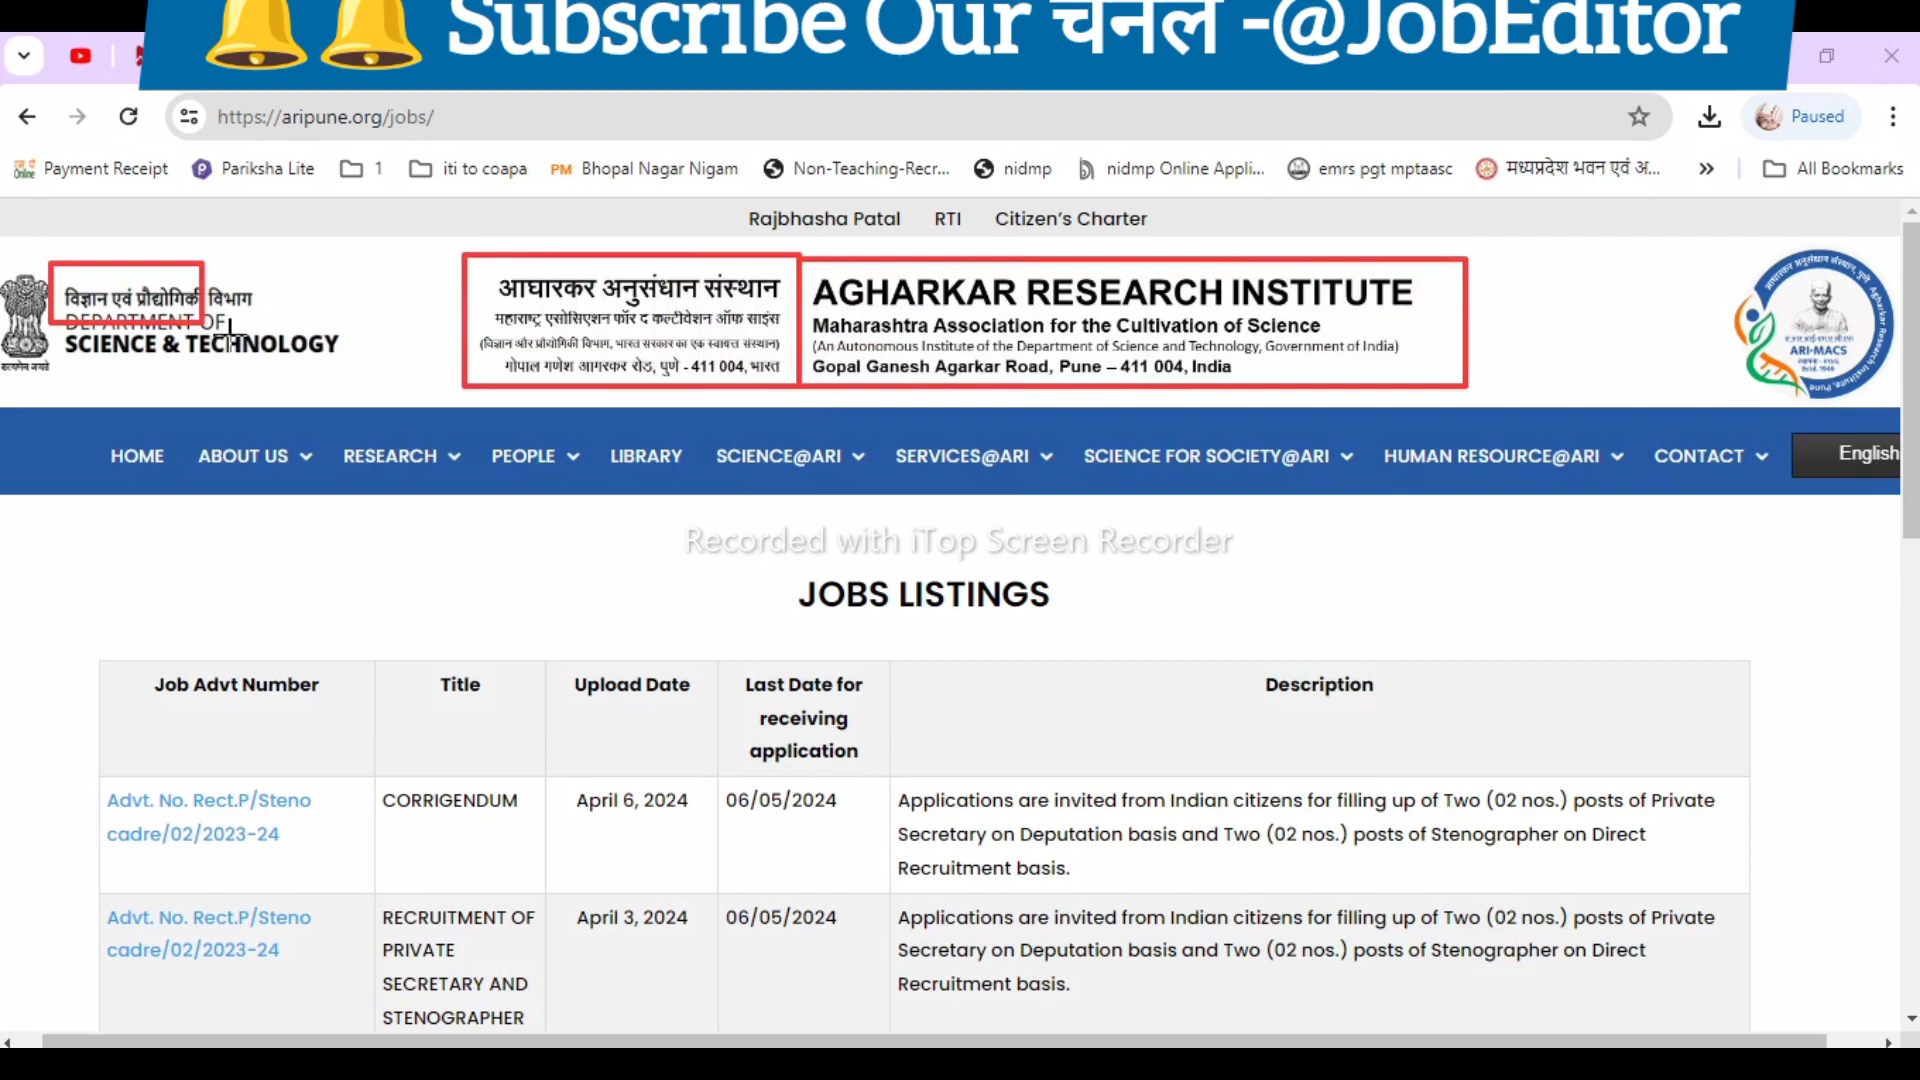 Subscribe Our चैनल -@JobEditor
https://aripune.org/jobs/
Paused
Payment Receipt
Pariksha Lite
1
iti to coapa
PM Bhopal Nagar Nigam
Non-Teaching-Recr...
nidmp
nidmp Online Appli...
emrs pgt mptaasc
मध्यप्रदेश भवन एवं अ...
All Bookmarks
Rajbhasha Patal RTI Citizen's Charter
विज्ञान एवं प्रौद्योगिकी विभाग
DEPARTMENT OF
SCIENCE & TECHNOLOGY
सत्यमेव जयते
आघारकर अनुसंधान संस्थान
महाराष्ट्र एसोसिएशन फॉर द कल्टीवेशन ऑफ साइंस
(विज्ञान और प्रौद्योगिकी विभाग, भारत सरकार का एक स्वायत्त संस्थान)
गोपाल गणेश आगरकर रोड, पुणे - 411 004, भारत
AGHARKAR RESEARCH INSTITUTE
Maharashtra Association for the Cultivation of Science
(An Autonomous Institute of the Department of Science and Technology, Government of India)
Gopal Ganesh Agarkar Road, Pune – 411 004, India
ARI-MACS
HOME ABOUT US RESEARCH PEOPLE LIBRARY SCIENCE@ARI SERVICES@ARI SCIENCE FOR SOCIETY@ARI HUMAN RESOURCE@ARI CONTACT English
Recorded with iTop Screen Recorder
JOBS LISTINGS
Job Advt Number
Title
Upload Date
Last Date for
receiving
application
Description
Advt. No. Rect.P/Steno
cadre/02/2023-24
CORRIGENDUM
April 6, 2024
06/05/2024
Applications are invited from Indian citizens for filling up of Two (02 nos.) posts of Private
Secretary on Deputation basis and Two (02 nos.) posts of Stenographer on Direct
Recruitment basis.
Advt. No. Rect.P/Steno
cadre/02/2023-24
RECRUITMENT OF
PRIVATE
SECRETARY AND
STENOGRAPHER
April 3, 2024
06/05/2024
Applications are invited from Indian citizens for filling up of Two (02 nos.) posts of Private
Secretary on Deputation basis and Two (02 nos.) posts of Stenographer on Direct
Recruitment basis.